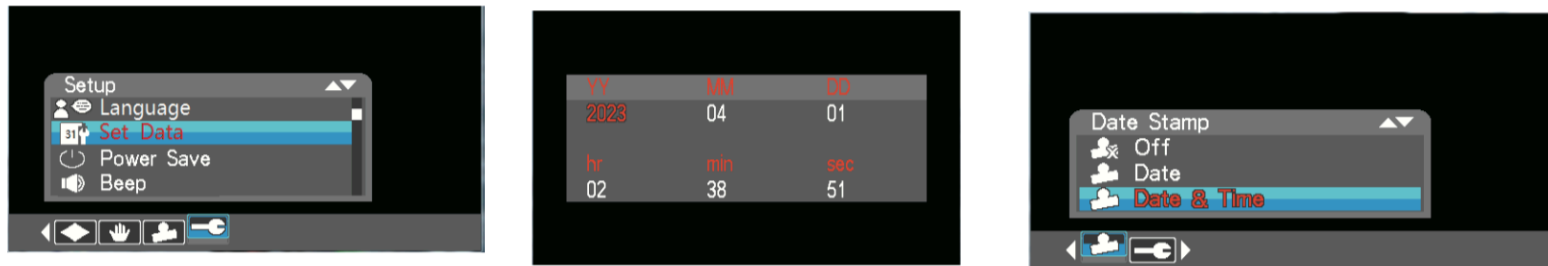 Setup
Language
31 Set Data
Power Save
Beep
YY MM DD
2023 04 01
hr min sec
02 38 51
Date Stamp
Off
Date
Date & Time